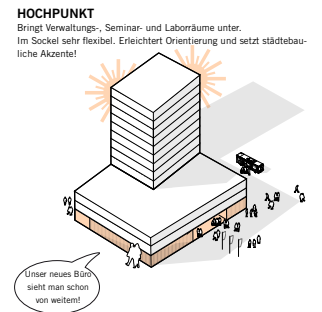 HOCHPUNKT
Bringt Verwaltungs-, Seminar- und Laborräume unter.
Im Sockel sehr flexibel. Erleichtert Orientierung und setzt städtebau-
liche Akzente!
Unser neues Büro
sieht man schon
von weitem!